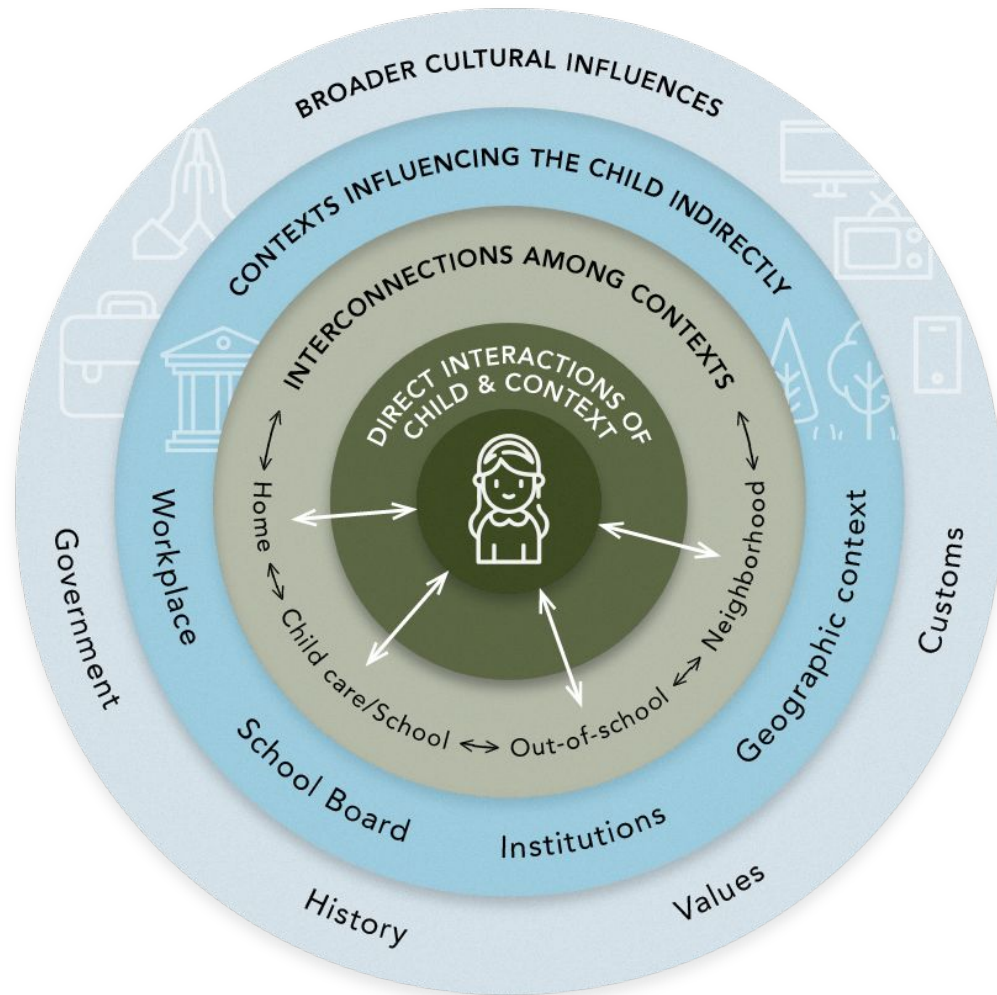 BROADER CULTURAL INFLUENCES
CONTEXTS INFLUENCING THE CHILD INDIRECTLY
INTERCONNECTIONS AMONG CONTEXTS
DIRECT INTERACTIONS OF
CHILD & CONTEXT
Home
Child care/School
Out-of-school
Neighborhood
Workplace
School Board
Institutions
Geographic context
Government
History
Values
Customs